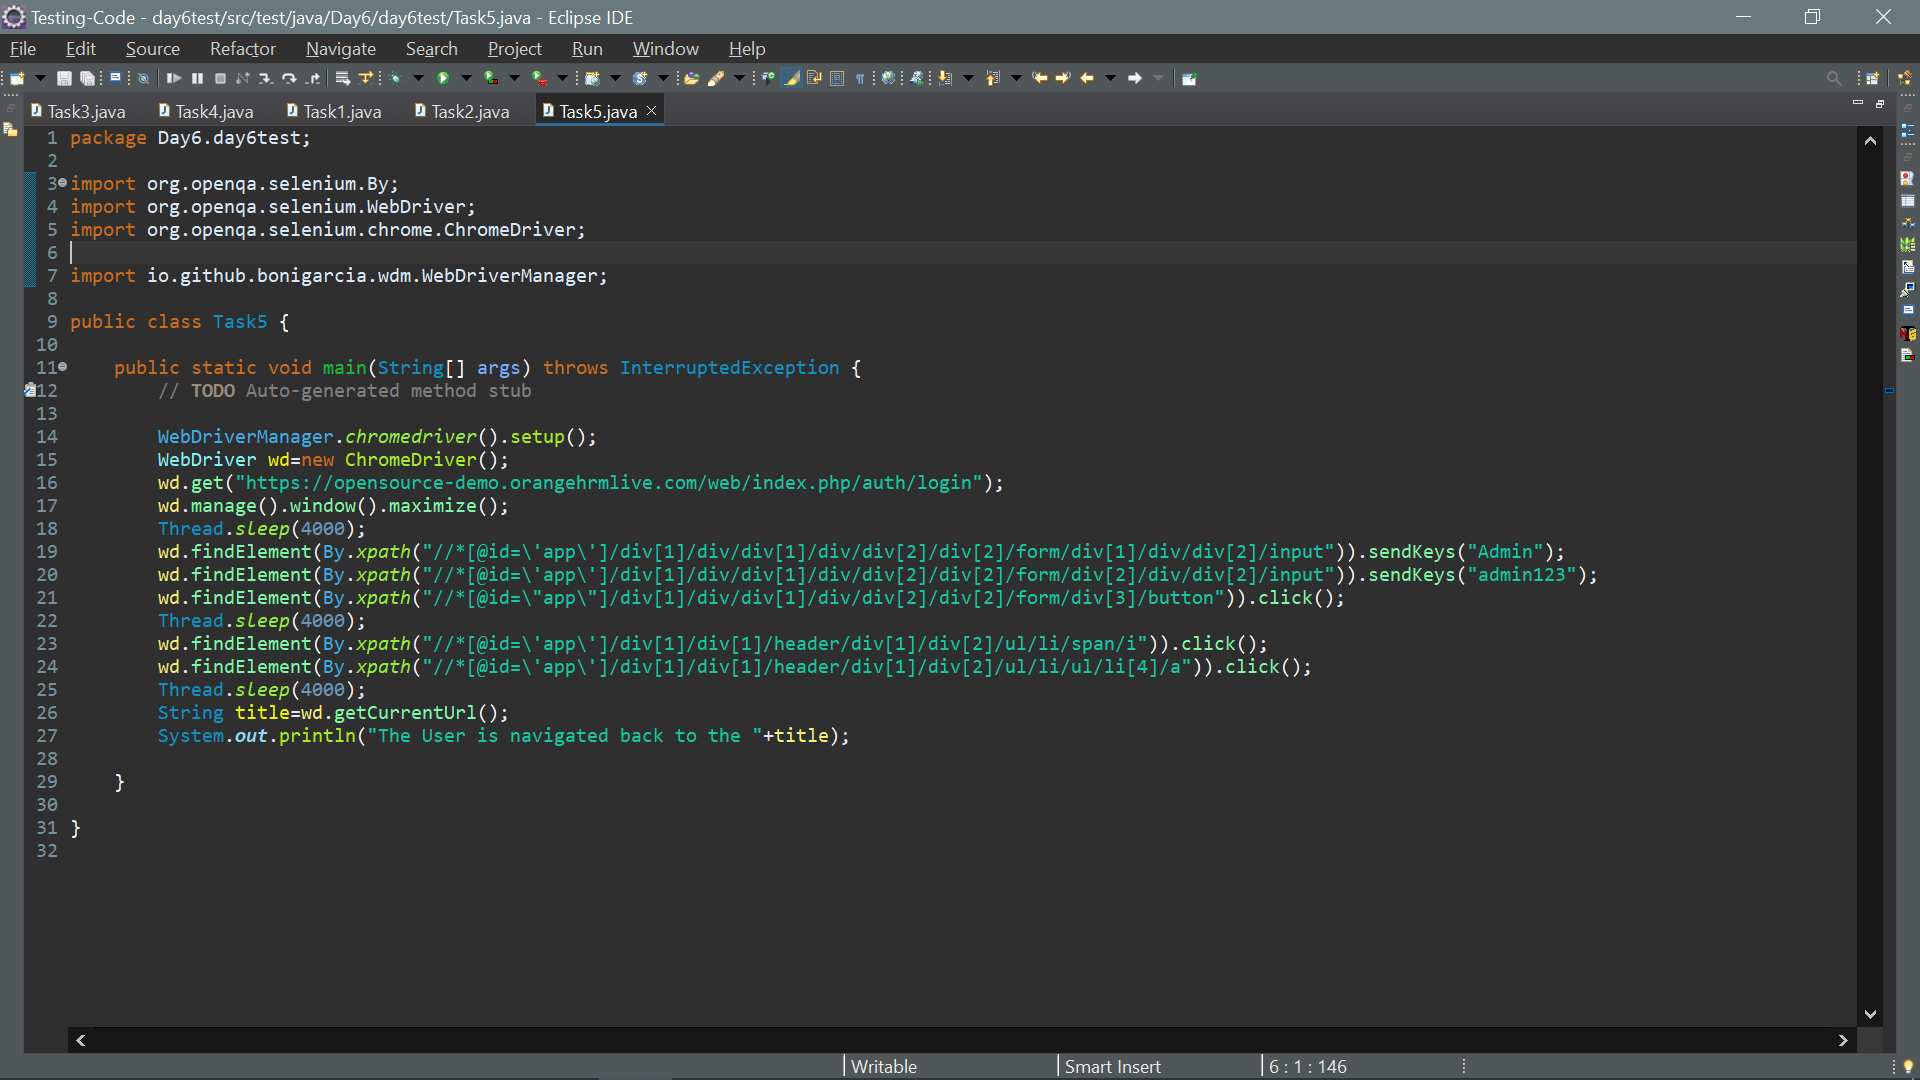 Testing-Code - day6test/src/test/java/Day6/day6test/Task5.java - Eclipse IDE
File Edit Source Refactor Navigate Search Project Run Window Help
Task3.java Task4.java Task1.java Task2.java Task5.java
1 package Day6.day6test;
2
3 import org.openqa.selenium.By;
4 import org.openqa.selenium.WebDriver;
5 import org.openqa.selenium.chrome.ChromeDriver;
6
7 import io.github.bonigarcia.wdm.WebDriverManager;
8
9 public class Task5 {
10
11     public static void main(String[] args) throws InterruptedException {
12         // TODO Auto-generated method stub
13
14         WebDriverManager.chromedriver().setup();
15         WebDriver wd=new ChromeDriver();
16         wd.get("https://opensource-demo.orangehrmlive.com/web/index.php/auth/login");
17         wd.manage().window().maximize();
18         Thread.sleep(4000);
19         wd.findElement(By.xpath("//*[@id=\'app\']/div[1]/div/div[1]/div/div[2]/div[2]/form/div[1]/div/div[2]/input")).sendKeys("Admin");
20         wd.findElement(By.xpath("//*[@id=\'app\']/div[1]/div/div[1]/div/div[2]/div[2]/form/div[2]/div/div[2]/input")).sendKeys("admin123");
21         wd.findElement(By.xpath("//*[@id=\"app\"]/div[1]/div/div[1]/div/div[2]/div[2]/form/div[3]/button")).click();
22         Thread.sleep(4000);
23         wd.findElement(By.xpath("//*[@id=\'app\']/div[1]/div[1]/header/div[1]/div[2]/ul/li/span/i")).click();
24         wd.findElement(By.xpath("//*[@id=\'app\']/div[1]/div[1]/header/div[1]/div[2]/ul/li/ul/li[4]/a")).click();
25         Thread.sleep(4000);
26         String title=wd.getCurrentUrl();
27         System.out.println("The User is navigated back to the "+title);
28
29     }
30
31 }
32
Writable Smart Insert 6 : 1 : 146